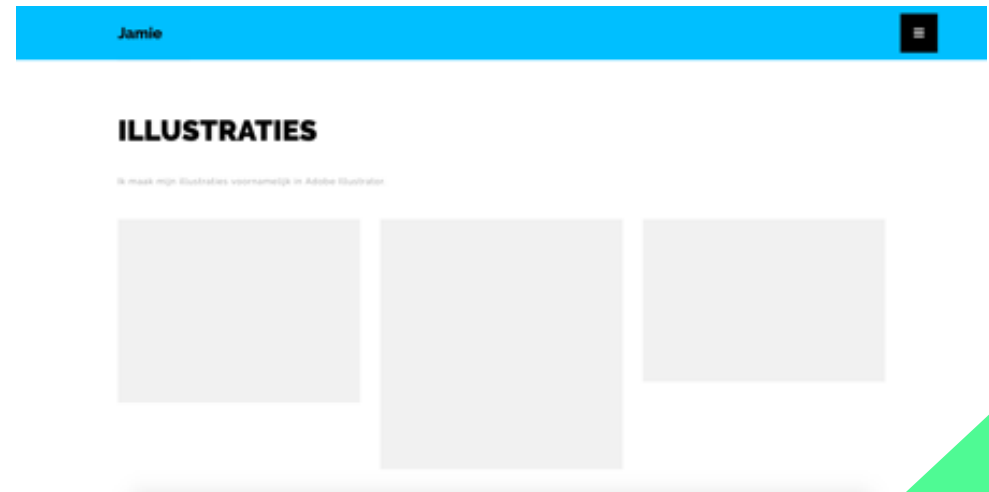 Jamie
ILLUSTRATIES
Ik maak mijn illustraties voornamelijk in Adobe Illustrator.